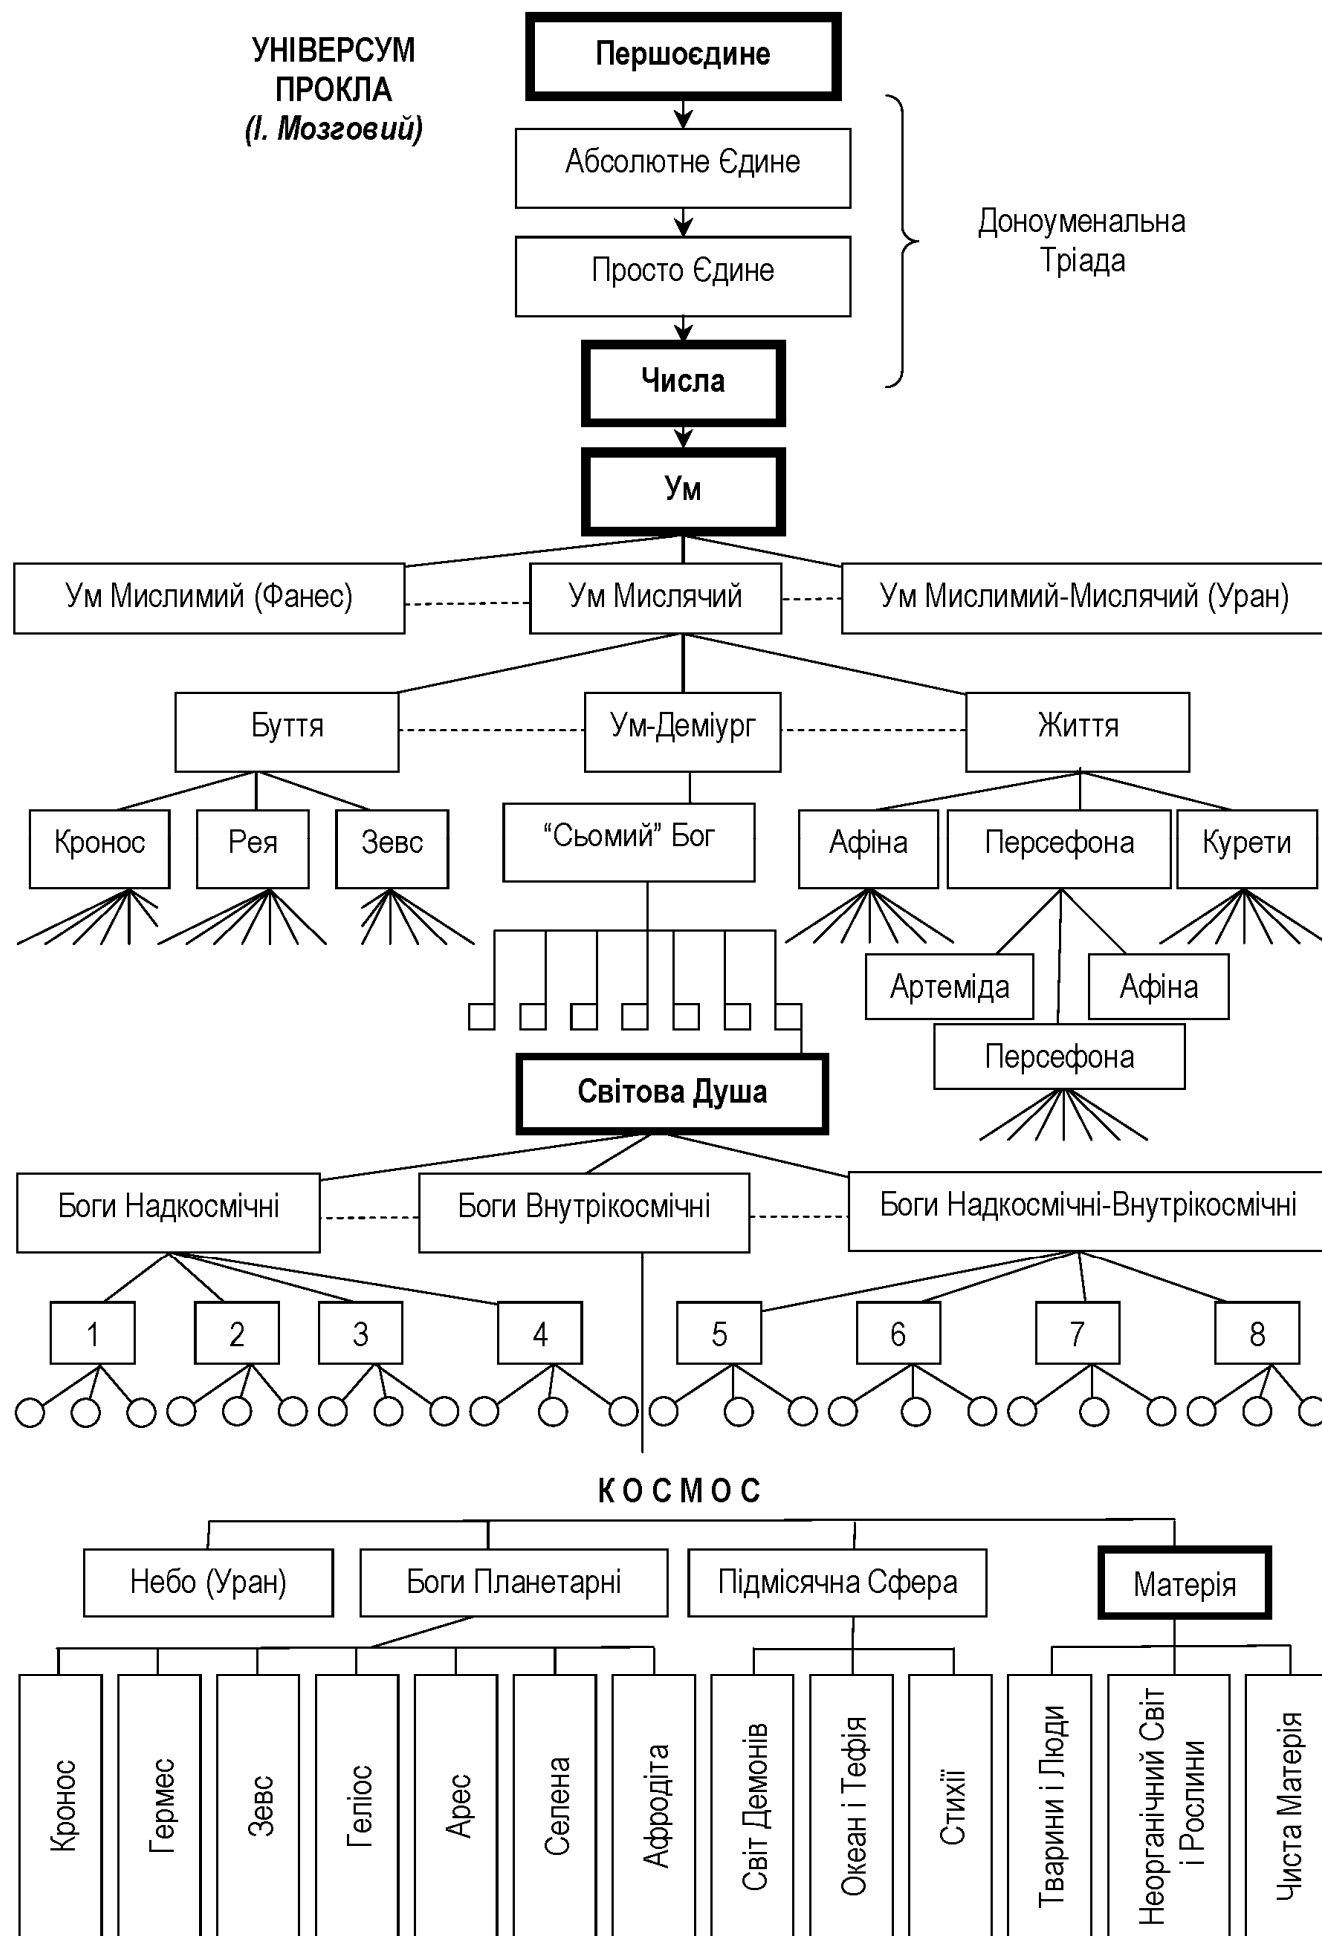 УНІВЕРСУМ
ПРОКЛА
(І. Мозговий)
Першоєдине
Абсолютне Єдине
Просто Єдине
Доноуменальна
Тріада
Числа
Ум
Ум Мислимий (Фанес)
Ум Мислячий
Ум Мислимий-Мислячий (Уран)
Буття
Ум-Деміург
Життя
Кронос
Рея
Зевс
“Сьомий” Бог
Афіна
Персефона
Курети
Артеміда
Афіна
Персефона
Світова Душа
Боги Надкосмічні
Боги Внутрікосмічні
Боги Надкосмічні-Внутрікосмічні
1
2
3
4
5
6
7
8
К О С М О С
Небо (Уран)
Боги Планетарні
Підмісячна Сфера
Матерія
Кронос
Гермес
Зевс
Геліос
Арес
Селена
Афродіта
Світ Демонів
Океан і Тефія
Стихії
Тварини і Люди
Неорганічний Світ
і Рослини
Чиста Матерія